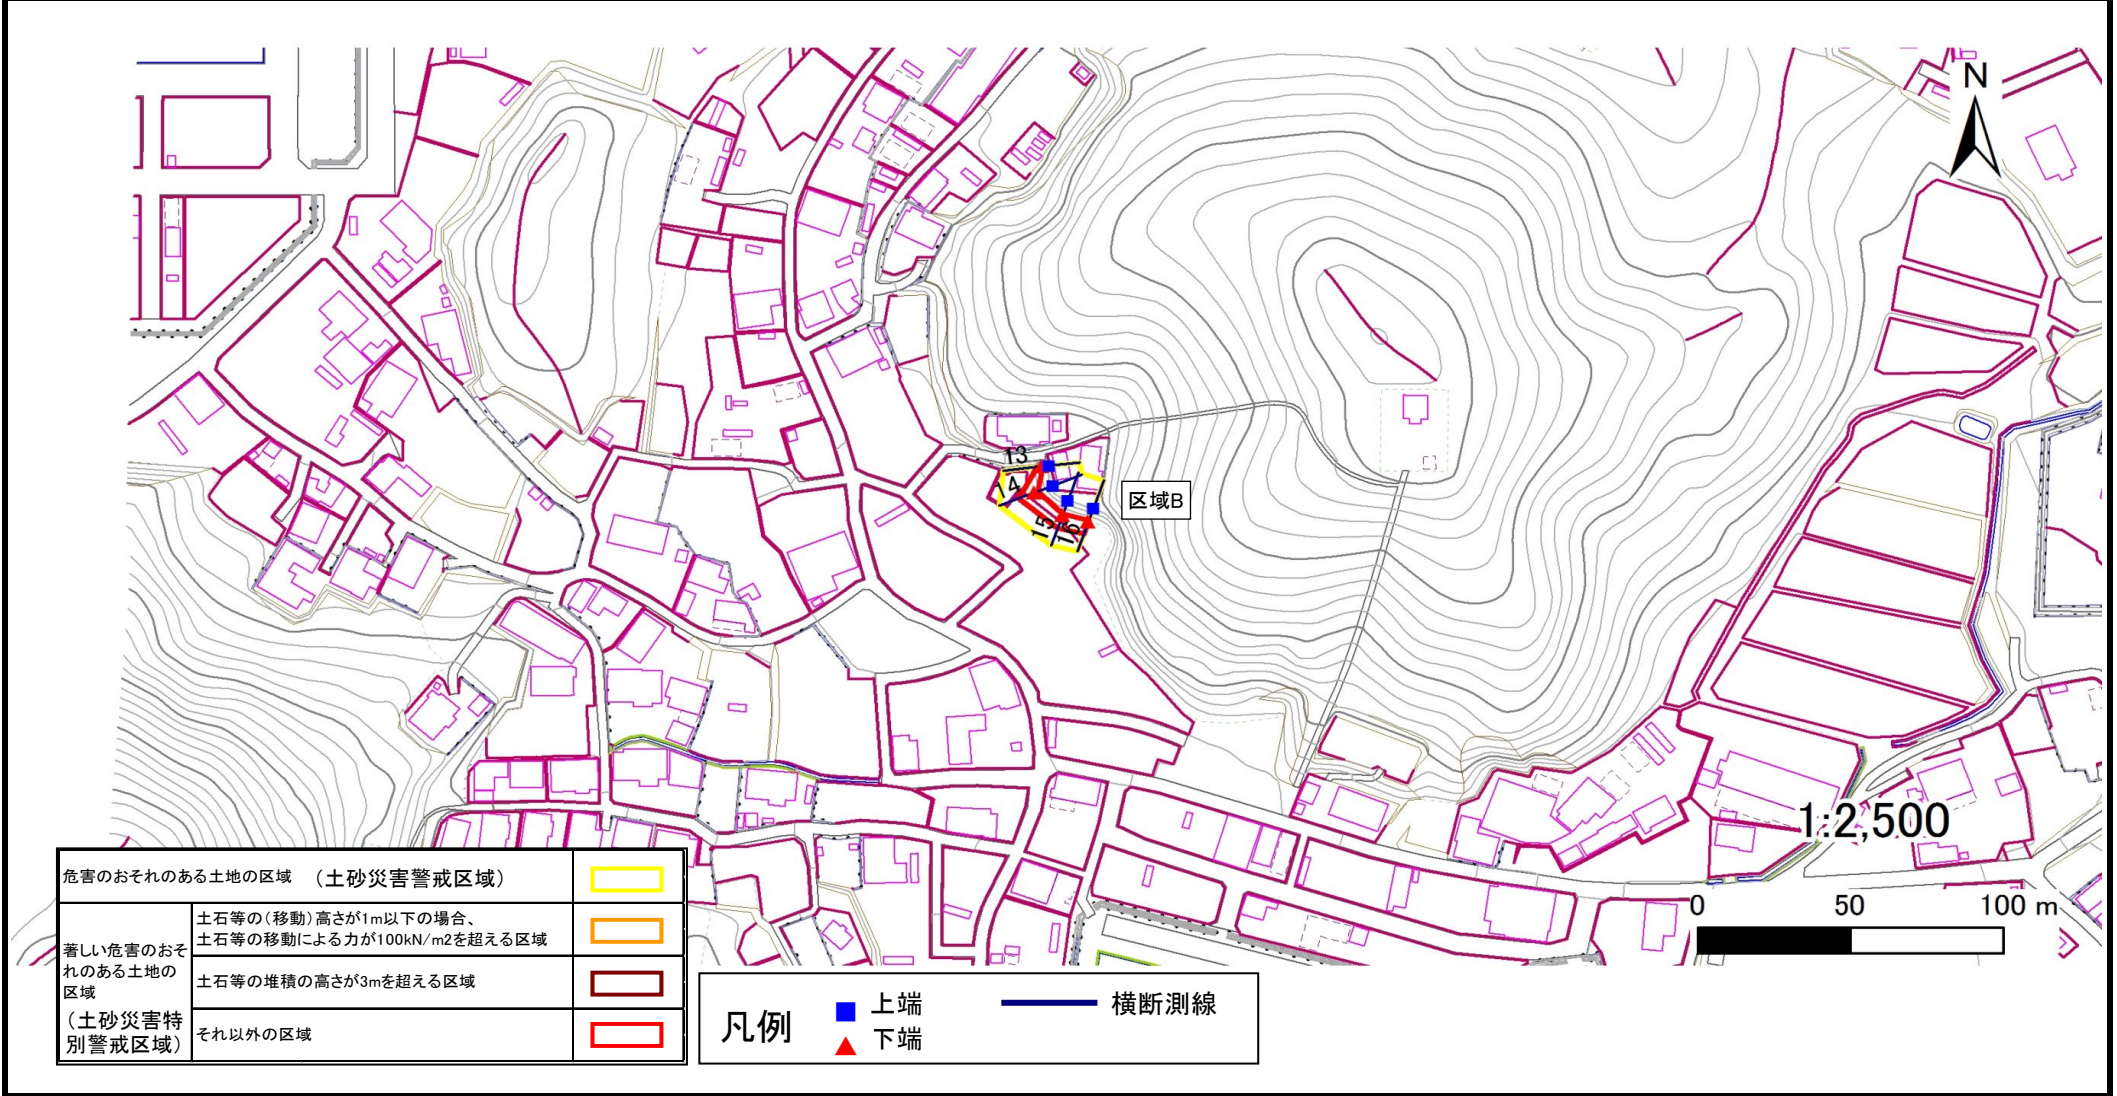 N
13
14
15
16
区域B
1:2,500
0 50 100 m
危害のおそれのある土地の区域 （土砂災害警戒区域）
著しい危害のおそ
れのある土地の
区域
（土砂災害特
別警戒区域）
土石等の（移動）高さが1m以下の場合、
土石等の移動による力が100kN/m2を超える区域
土石等の堆積の高さが3mを超える区域
それ以外の区域
凡例
上端
下端
横断測線